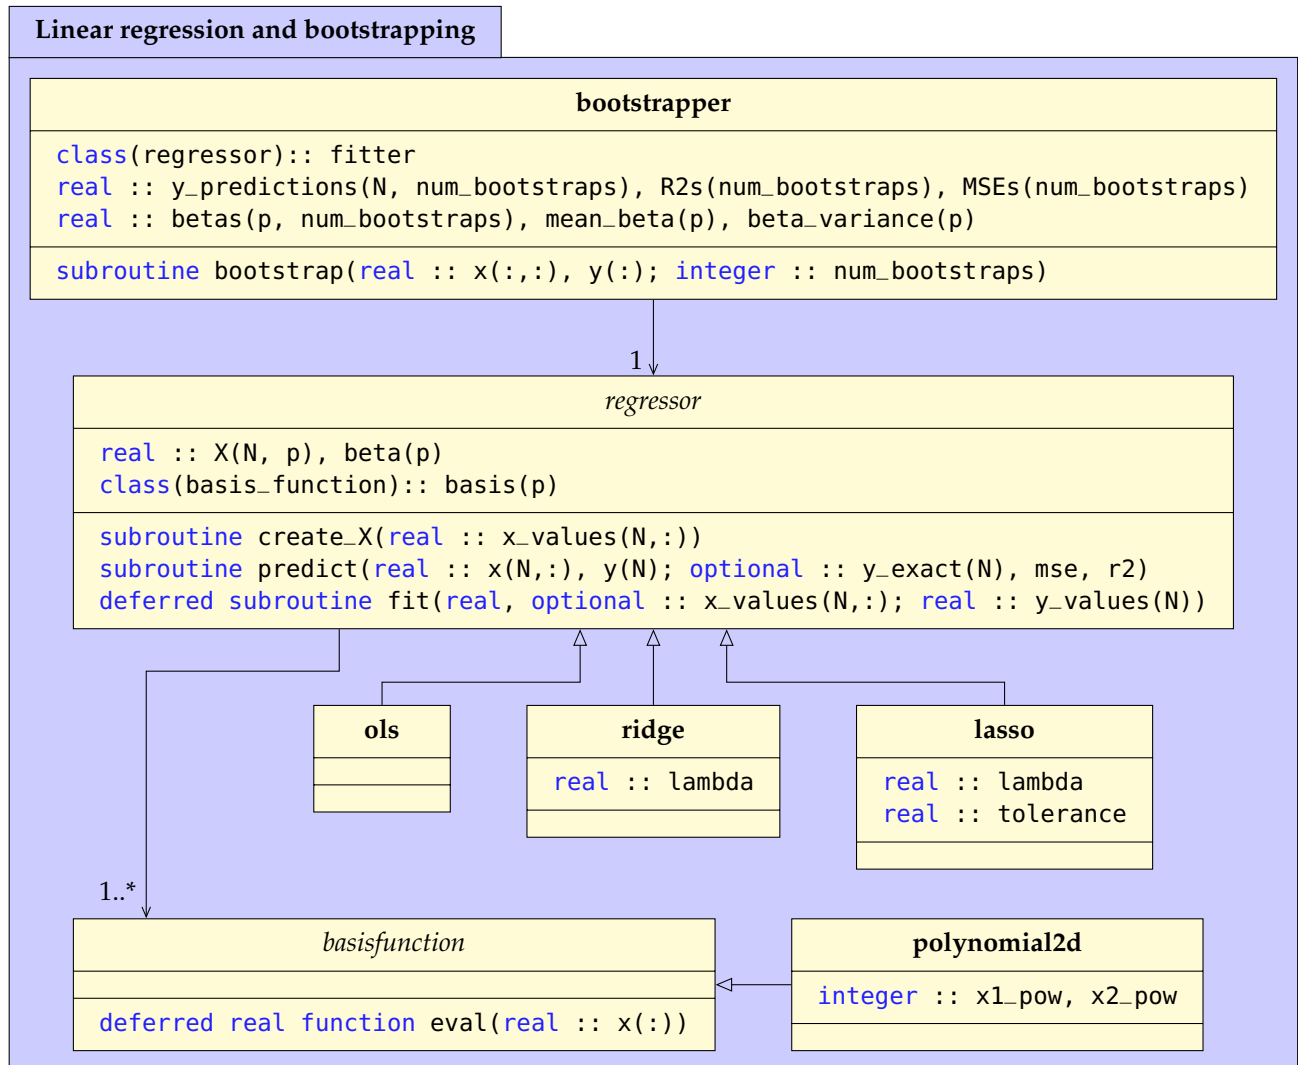 Linear regression and bootstrapping
bootstrapper
class(regressor):: fitter
real :: y_predictions(N, num_bootstraps), R2s(num_bootstraps), MSEs(num_bootstraps)
real :: betas(p, num_bootstraps), mean_beta(p), beta_variance(p)
subroutine bootstrap(real :: x(:,:), y(:); integer :: num_bootstraps)
1
regressor
real :: X(N, p), beta(p)
class(basis_function):: basis(p)
subroutine create_X(real :: x_values(N,:))
subroutine predict(real :: x(N,:), y(N); optional :: y_exact(N), mse, r2)
deferred subroutine fit(real, optional :: x_values(N,:); real :: y_values(N))
ols
ridge
real :: lambda
lasso
real :: lambda
real :: tolerance
1..*
basisfunction
deferred real function eval(real :: x(:))
polynomial2d
integer :: x1_pow, x2_pow